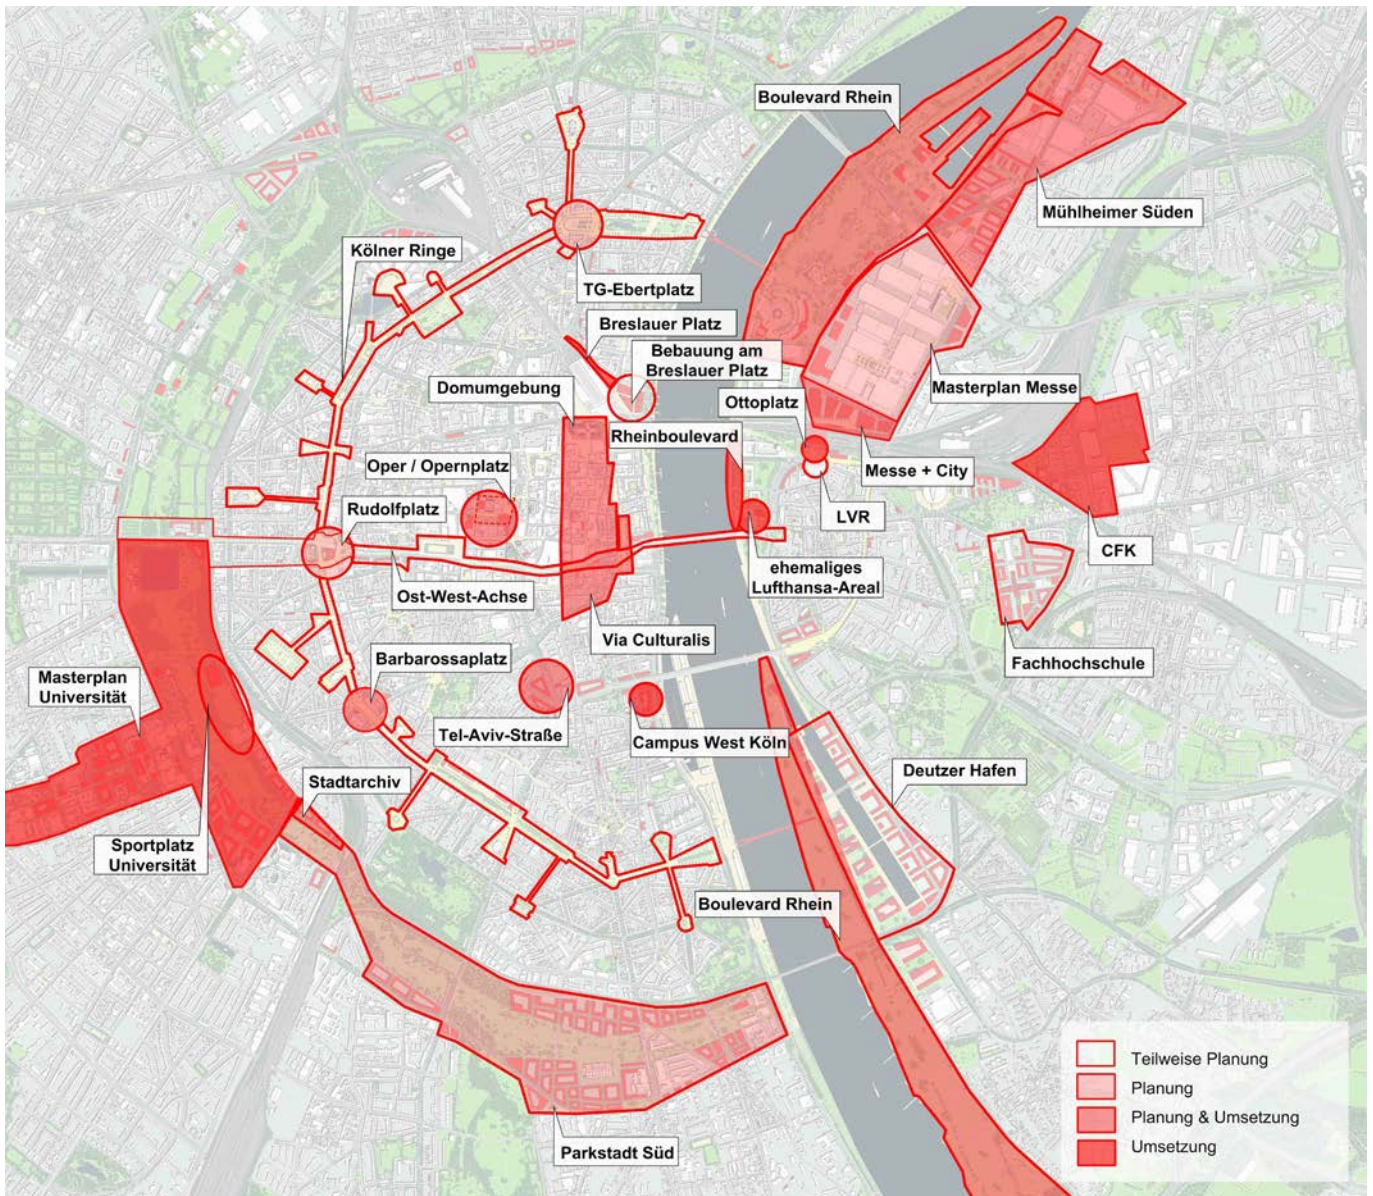 Boulevard Rhein
Mühlheimer Süden
Kölner Ringe
TG-Ebertplatz
Breslauer Platz
Bebauung am
Breslauer Platz
Masterplan Messe
Domumgebung
Ottoplatz
Rheinboulevard
Oper / Opernplatz
Messe + City
Rudolfplatz
LVR
CFK
ehemaliges
Lufthansa-Areal
Ost-West-Achse
Via Culturalis
Barbarossaplatz
Fachhochschule
Masterplan
Universität
Tel-Aviv-Straße
Campus West Köln
Deutzer Hafen
Stadtarchiv
Sportplatz
Universität
Boulevard Rhein
Parkstadt Süd
Teilweise Planung
Planung
Planung & Umsetzung
Umsetzung